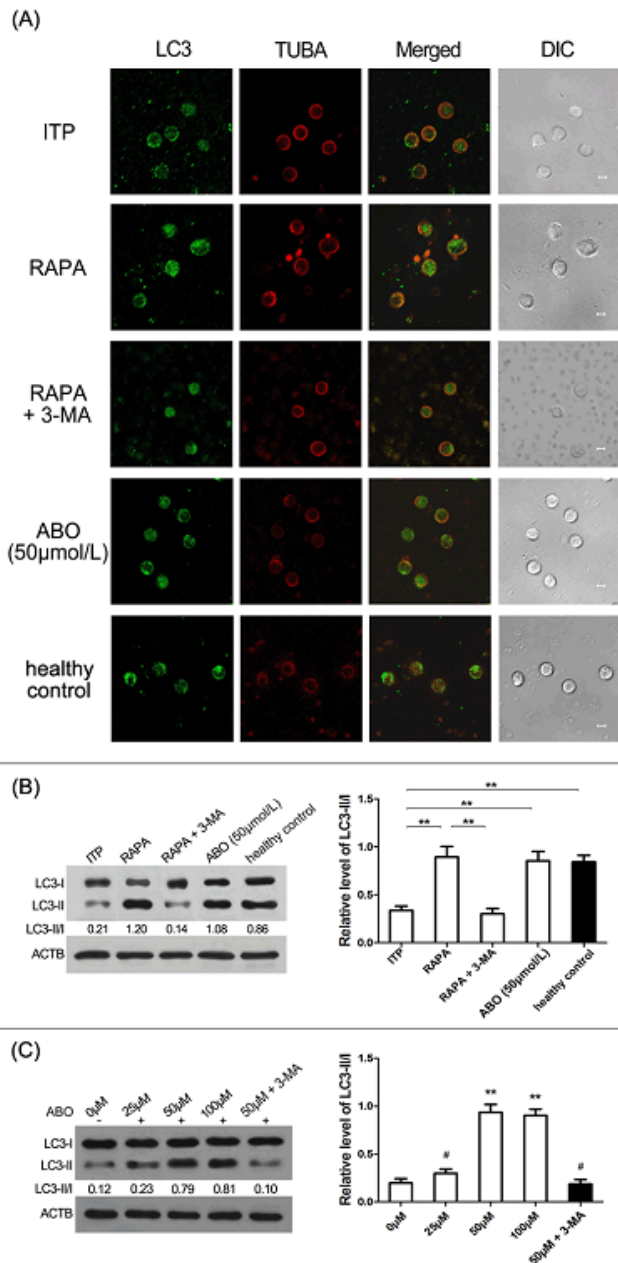 (A)
LC3 TUBA Merged DIC
ITP
RAPA
RAPA
+ 3-MA
ABO
(50μmol/L)
healthy
control
(B)
ITP RAPA RAPA + 3-MA ABO (50μmol/L) healthy control
LC3-I
LC3-II
LC3-II/I 0.21 1.20 0.14 1.08 0.86
ACTB
Relative level of LC3-II/I
1.5
1.0
0.5
0.0
** ** ** **
ITP RAPA RAPA + 3-MA ABO (50μmol/L) healthy control
(C)
0μM 25μM 50μM 100μM 50μM + 3-MA
ABO - + + + +
LC3-I
LC3-II
LC3-II/I 0.12 0.23 0.79 0.81 0.10
ACTB
Relative level of LC3-II/I
1.5
1.0
0.5
0.0
# ** ** #
0μM 25μM 50μM 100μM 50μM + 3-MA